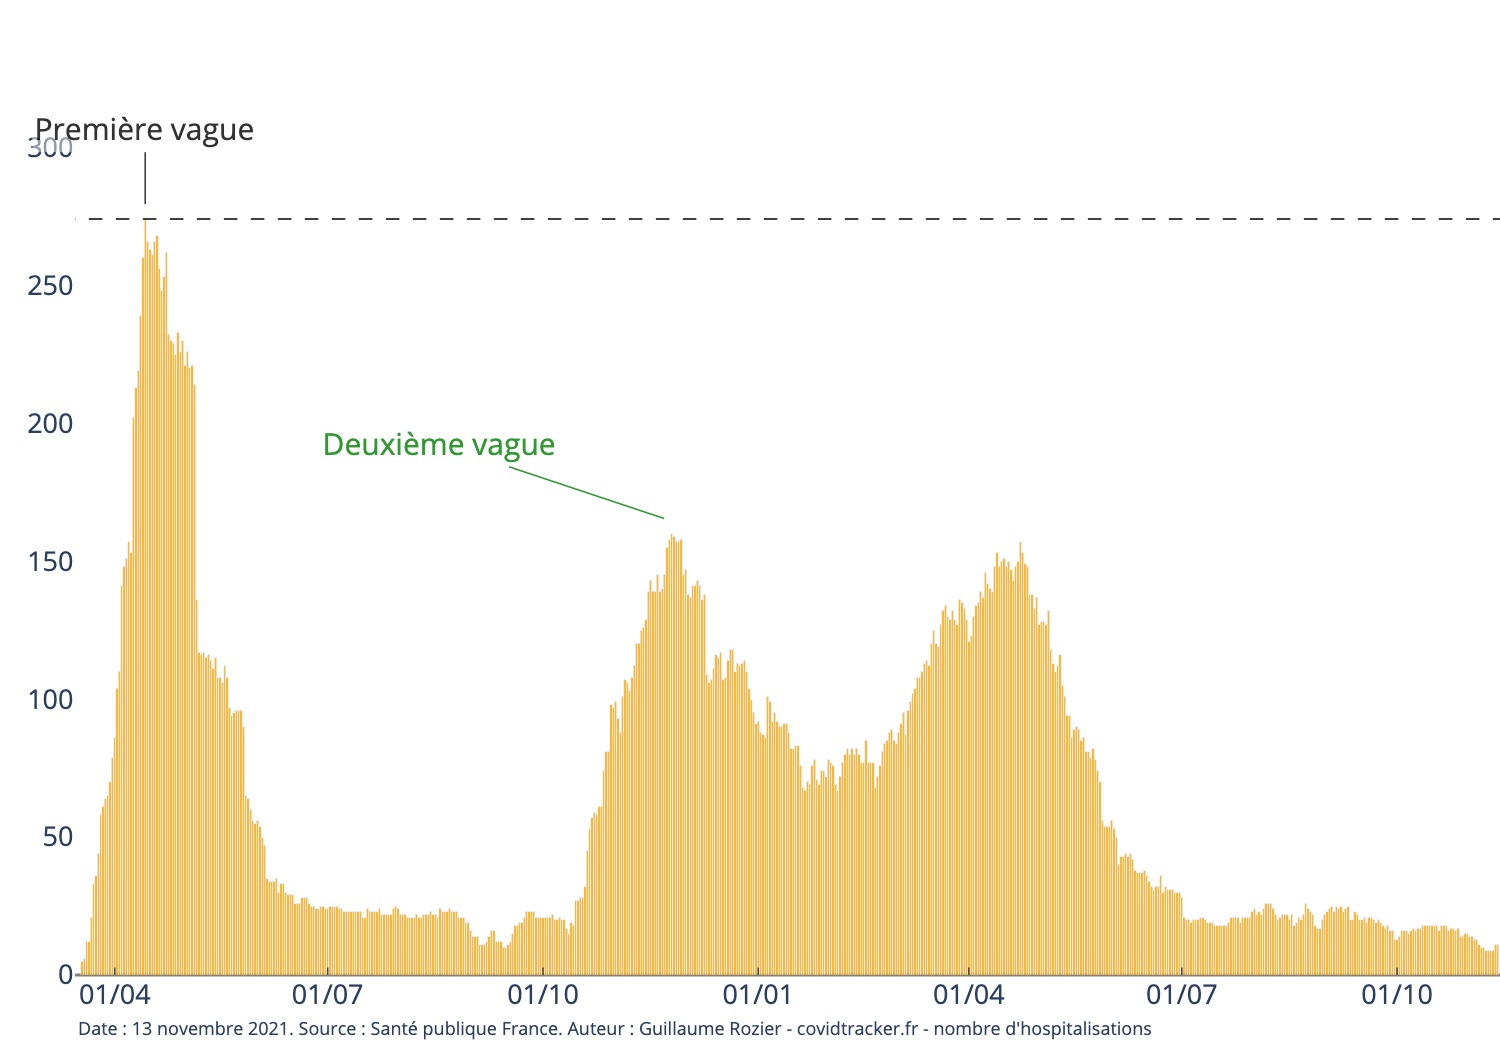 Première vague
300
250
200
Deuxième vague
150
100
50
0
01/04 01/07 01/10 01/01 01/04 01/07 01/10
Date : 13 novembre 2021. Source : Santé publique France. Auteur : Guillaume Rozier - covidtracker.fr - nombre d'hospitalisations